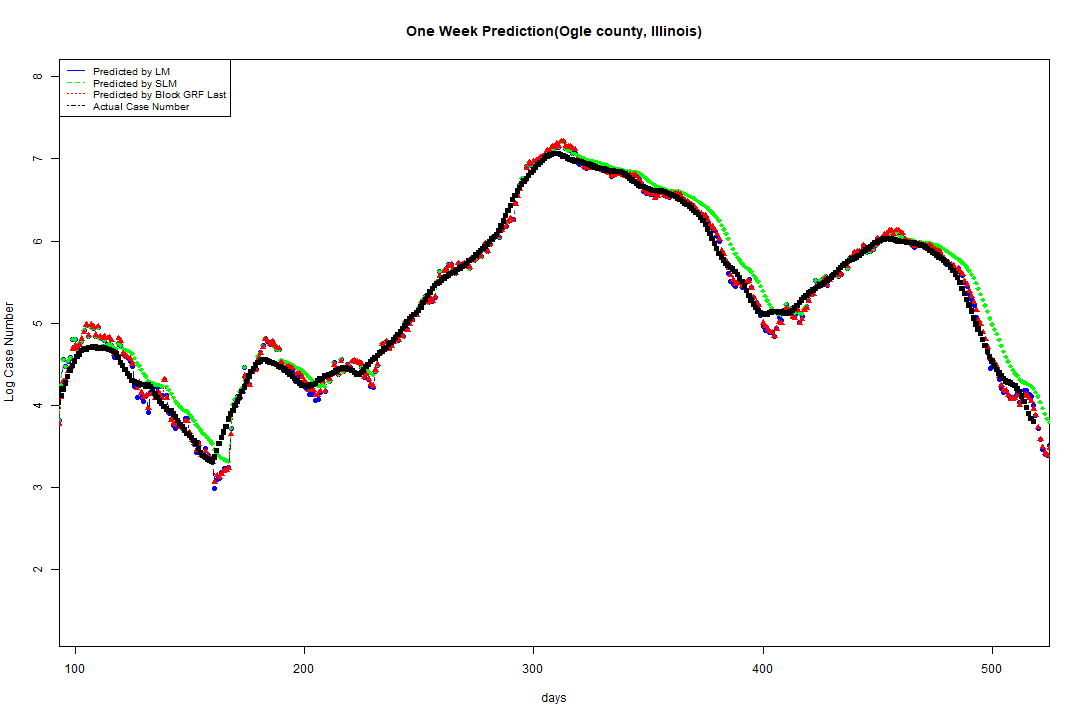 One Week Prediction(Ogle county, Illinois)
Predicted by LM
Predicted by SLM
Predicted by Block GRF Last
Actual Case Number
Log Case Number
8
7
6
5
4
3
2
100 200 300 400 500
days